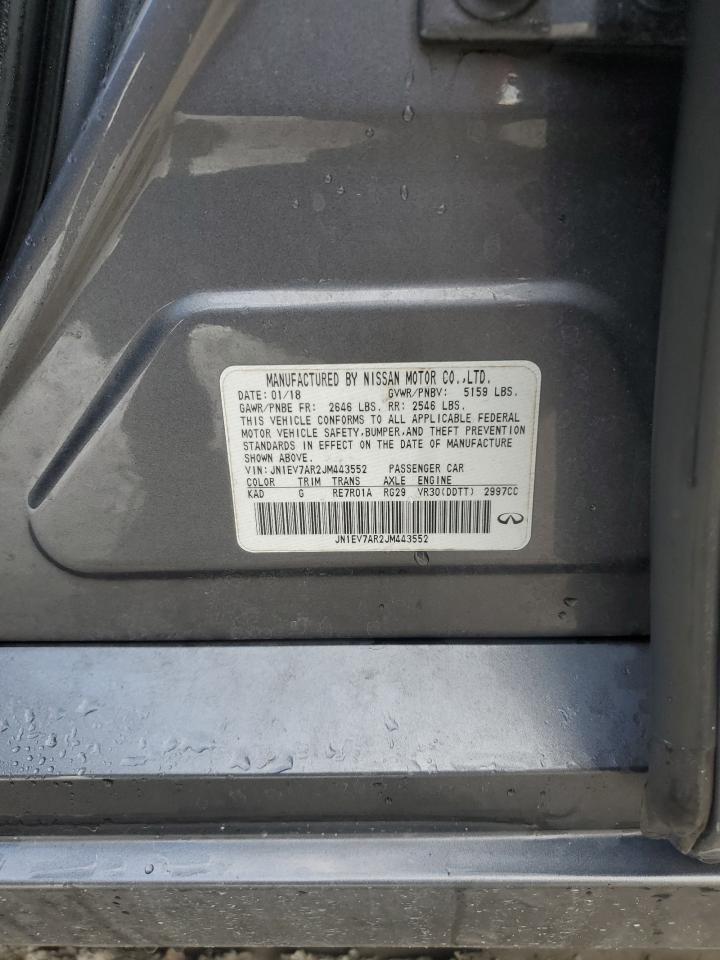 MANUFACTURED BY NISSAN MOTOR CO.,LTD.
DATE: 01/18 GVWR/PNBV: 5159 LBS.
GAWR/PNBE FR: 2646 LBS. RR: 2546 LBS.
THIS VEHICLE CONFORMS TO ALL APPLICABLE FEDERAL
MOTOR VEHICLE SAFETY,BUMPER,AND THEFT PREVENTION
STANDARDS IN EFFECT ON THE DATE OF MANUFACTURE
SHOWN ABOVE.
VIN: JN1EV7AR2JM443552 PASSENGER CAR
COLOR TRIM TRANS AXLE ENGINE
KAD G RE7R01A RG29 VR30(DDTT) 2997CC
JN1EV7AR2JM443552